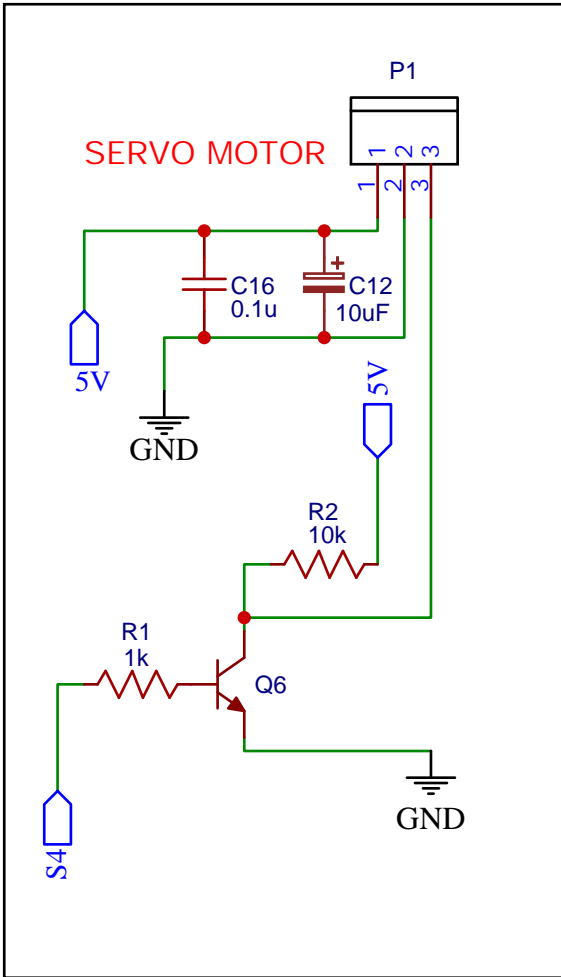 P1
SERVO MOTOR
1 2 3
1 2 3
C16
0.1u
C12
10uF
+
5V
GND
5V
R2
10k
R1
1k
Q6
S4
GND